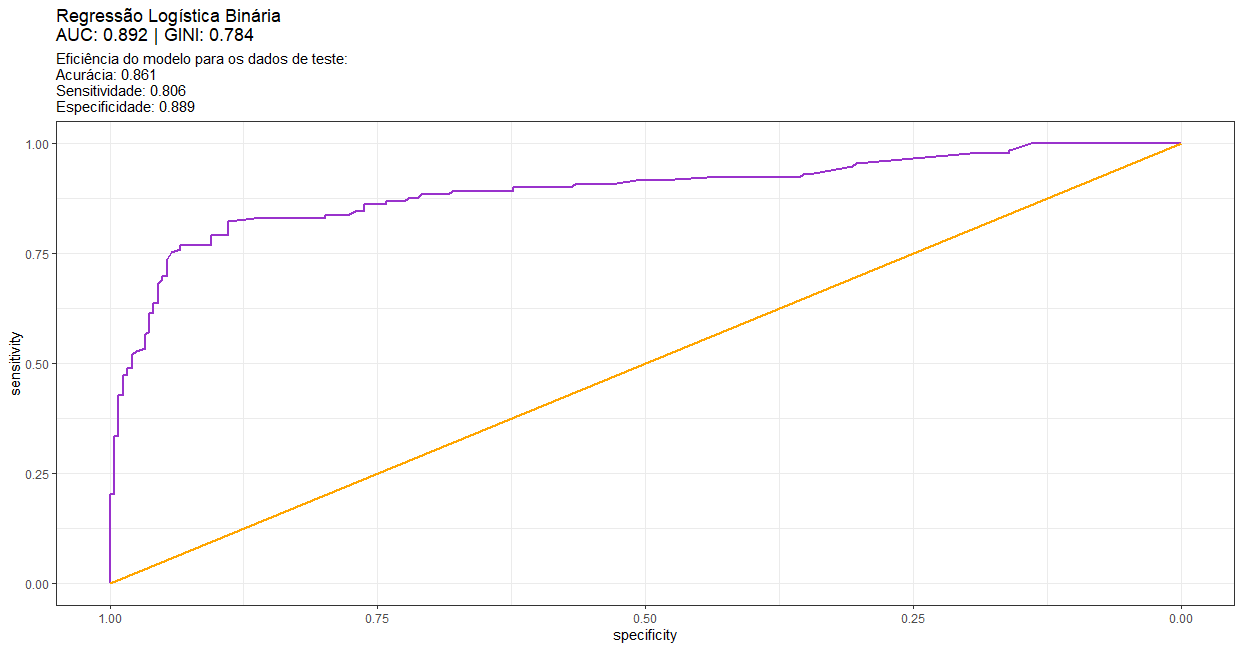 Regressão Logística Binária
AUC: 0.892 | GINI: 0.784
Eficiência do modelo para os dados de teste:
Acurácia: 0.861
Sensitividade: 0.806
Especificidade: 0.889
1.00
0.75
0.50
0.25
0.00
sensitivity
1.00
0.75
0.50
0.25
0.00
specificity